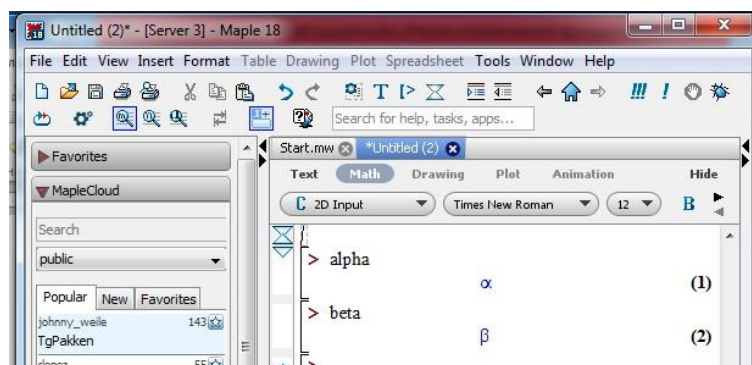 Untitled (2)* - [Server 3] - Maple 18
File Edit View Insert Format Table Drawing Plot Spreadsheet Tools Window Help
Search for help, tasks, apps...
Favorites
MapleCloud
Search
public
Popular New Favorites
johnny_weile 143
TgPakken
55
Start.mw *Untitled (2)
Text Math Drawing Plot Animation Hide
C 2D Input Times New Roman 12 B
> alpha
α (1)
> beta
β (2)
>